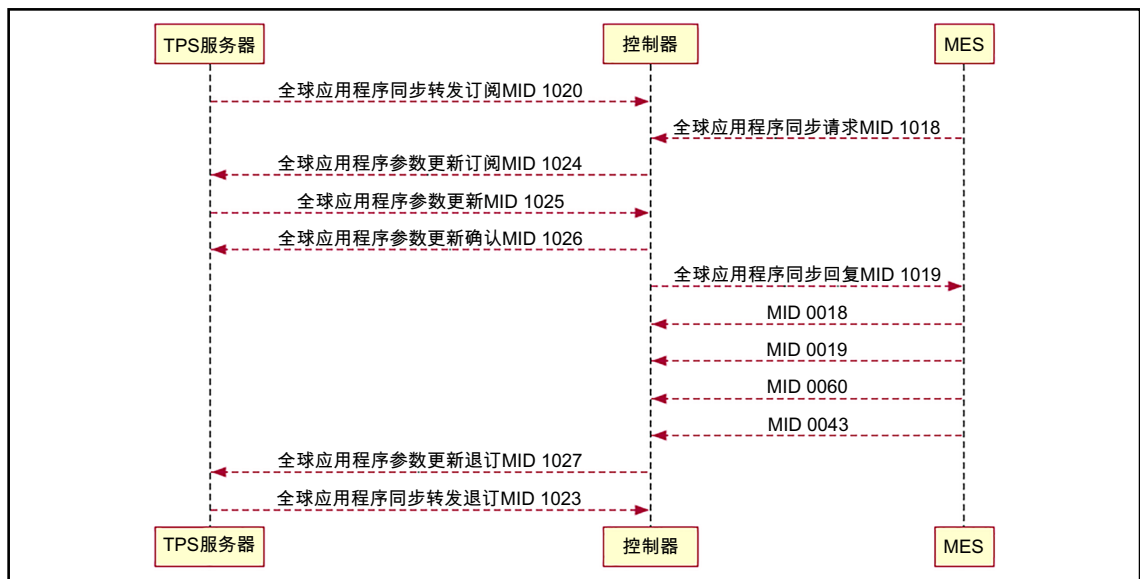 TPS服务器
控制器
MES
全球应用程序同步转发订阅MID 1020
全球应用程序同步请求MID 1018
全球应用程序参数更新订阅MID 1024
全球应用程序参数更新MID 1025
全球应用程序参数更新确认MID 1026
全球应用程序同步回复MID 1019
MID 0018
MID 0019
MID 0060
MID 0043
全球应用程序参数更新退订MID 1027
全球应用程序同步转发退订MID 1023
TPS服务器
控制器
MES